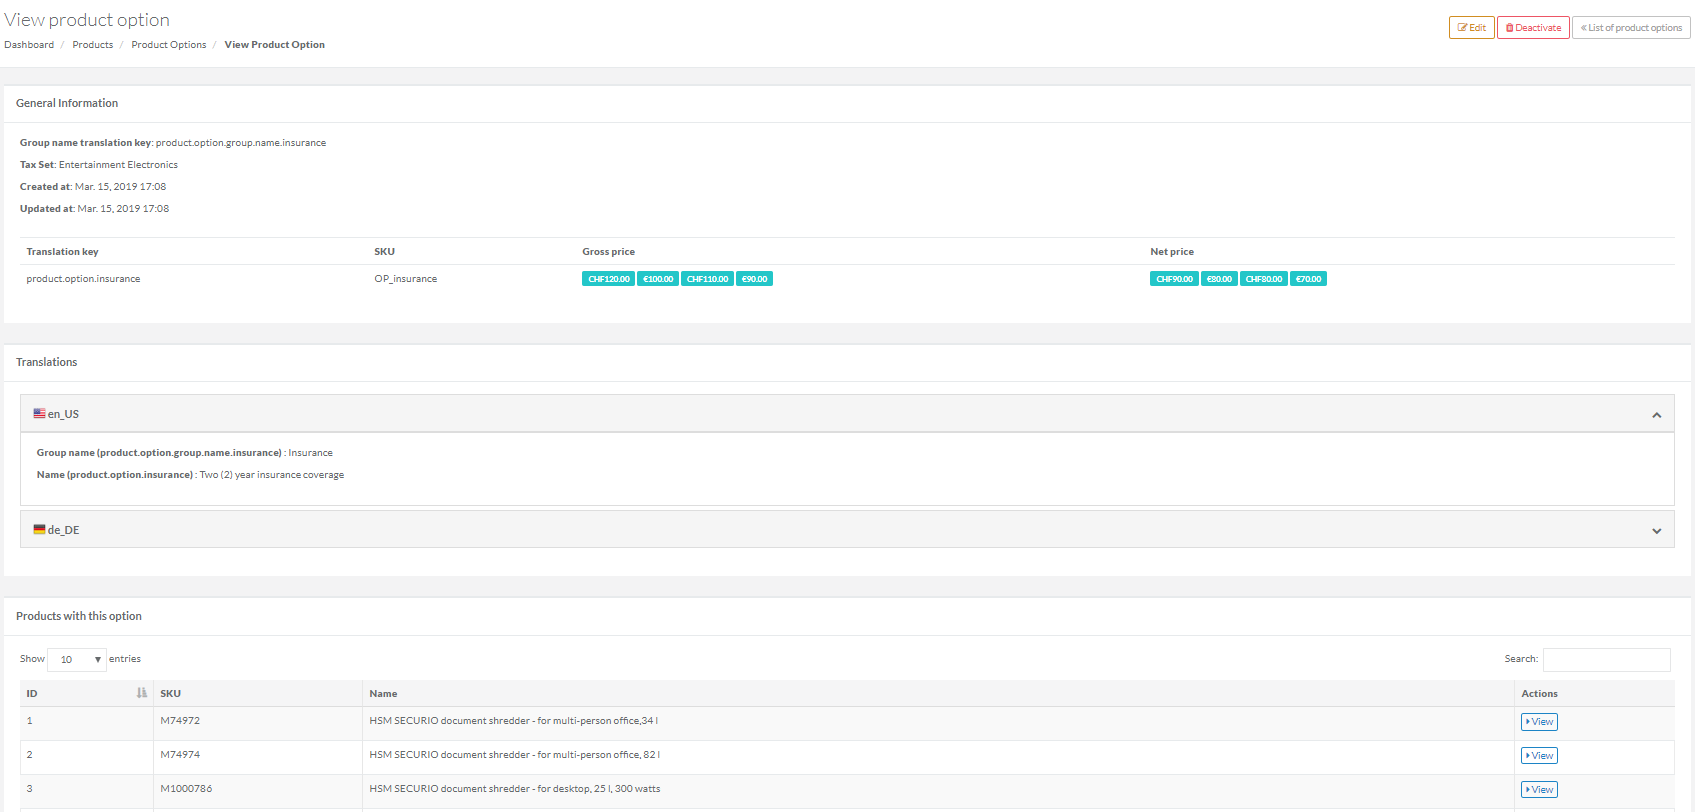 View product option
Dashboard / Products / Product Options / View Product Option
Edit Deactivate « List of product options
General Information
Group name translation key: product.option.group.name.insurance
Tax Set: Entertainment Electronics
Created at: Mar. 15, 2019 17:08
Updated at: Mar. 15, 2019 17:08
Translation key SKU Gross price Net price
product.option.insurance OP_insurance CHF120.00 €100.00 CHF110.00 €90.00 CHF90.00 €80.00 CHF80.00 €70.00
Translations
en_US
Group name (product.option.group.name.insurance) : Insurance
Name (product.option.insurance) : Two (2) year insurance coverage
de_DE
Products with this option
Show 10 entries Search:
ID SKU Name Actions
1 M74972 HSM SECURIO document shredder - for multi-person office,34 l View
2 M74974 HSM SECURIO document shredder - for multi-person office, 82 l View
3 M1000786 HSM SECURIO document shredder - for desktop, 25 l, 300 watts View